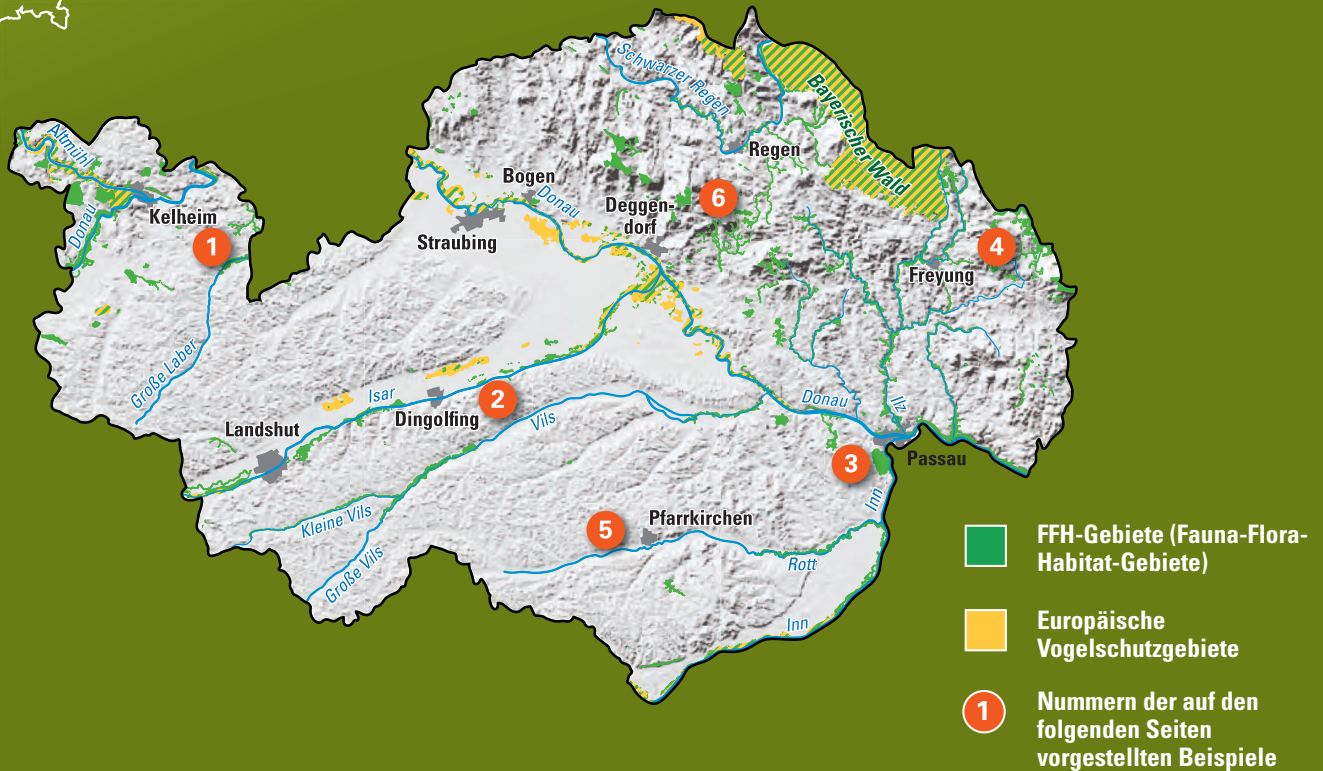 Schwarzer Regen
Bayerischer Wald
Altmühl
Regen
Bogen
Donau
Deggen-
dorf
6
Kelheim
Donau
1
Straubing
4
Freyung
Große Laber
Isar
2
Dingolfing
Vils
Donau
Ilz
Landshut
3
Passau
Inn
Kleine Vils
5
Pfarrkirchen
Große Vils
Rott
Inn
FFH-Gebiete (Fauna-Flora-
Habitat-Gebiete)
Europäische
Vogelschutzgebiete
1
Nummern der auf den
folgenden Seiten
vorgestellten Beispiele